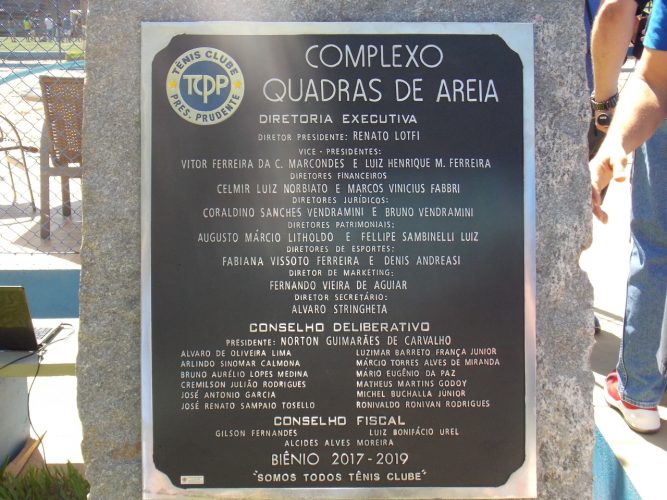 TÊNIS CLUBE
TCPP
PRES. PRUDENTE
COMPLEXO
QUADRAS DE AREIA
DIRETORIA EXECUTIVA
DIRETOR PRESIDENTE: RENATO LOTFI
VICE - PRESIDENTES:
VITOR FERREIRA DA C. MARCONDES E LUIZ HENRIQUE M. FERREIRA
DIRETORES FINANCEIROS
CELMIR LUIZ NORBIATO E MARCOS VINICIUS FABBRI
DIRETORES JURÍDICOS:
CORALDINO SANCHES VENDRAMINI E BRUNO VENDRAMINI
DIRETORES PATRIMONIAIS:
AUGUSTO MÁRCIO LITHOLDO E FELLIPE SAMBINELLI LUIZ
DIRETORES DE ESPORTES:
FABIANA VISSOTO FERREIRA E DENIS ANDREASI
DIRETOR DE MARKETING:
FERNANDO VIEIRA DE AGUIAR
DIRETOR SECRETÁRIO:
ALVARO STRINGHETA
CONSELHO DELIBERATIVO
PRESIDENTE: NORTON GUIMARÃES DE CARVALHO
ALVARO DE OLIVEIRA LIMA
ARLINDO SINOMAR CALMONA
BRUNO AURÉLIO LOPES MEDINA
CREMILSON JULIÃO RODRIGUES
JOSÉ ANTONIO GARCIA
JOSÉ RENATO SAMPAIO TOSELLO
LUZIMAR BARRETO FRANÇA JUNIOR
MÁRCIO TORRES ALVES DE MIRANDA
MÁRIO EUGÊNIO DA PAZ
MATHEUS MARTINS GODOY
MICHEL BUCHALLA JÚNIOR
RONIVALDO RONIVAN RODRIGUES
CONSELHO FISCAL
GILSON FERNANDES LUIZ BONIFÁCIO UREL
ALCIDES ALVES MOREIRA
BIÊNIO 2017-2019
"SOMOS TODOS TÊNIS CLUBE"